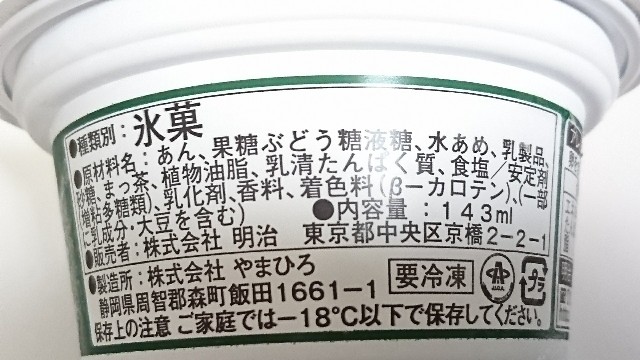 ●種類別：氷菓
●原材料名：あん、果糖ぶどう糖液糖、水あめ、乳製品、
砂糖、まっ茶、植物油脂、乳清たんぱく質、食塩／安定剤
（増粘多糖類）、乳化剤、香料、着色料（β－カロテン）、（一部
に乳成分・大豆を含む） ●内容量：143ml
●販売者：株式会社 明治 東京都中央区京橋2-2-1
●製造所：株式会社 やまひろ
静岡県周智郡森町飯田1661-1
要冷凍
プラ
保存上の注意 ご家庭では－18℃以下で保存してください。